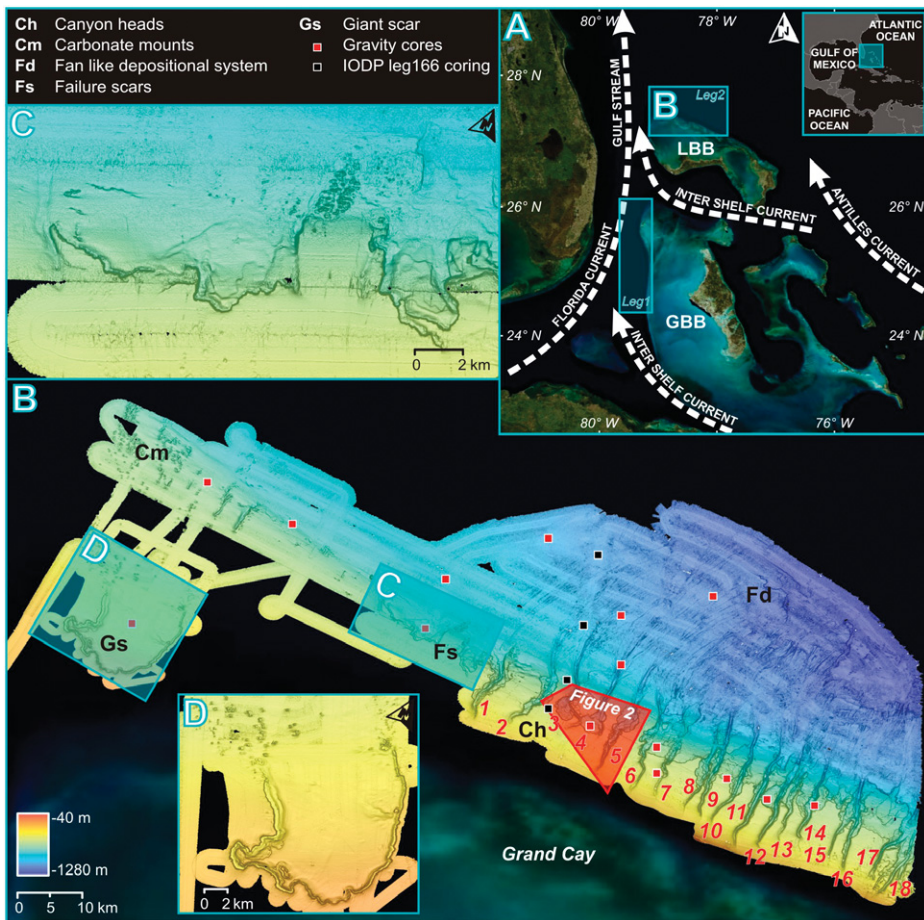 Ch Canyon heads
Cm Carbonate mounts
Fd Fan like depositional system
Fs Failure scars
Gs Giant scar
Gravity cores
IODP leg166 coring
C
N
0 2 km
A
80° W
78° W
N
ATLANTIC
OCEAN
GULF OF
MEXICO
PACIFIC
OCEAN
28° N
GULF STREAM
B
Leg2
LBB
26° N
26° N
INTER SHELF CURRENT
ANTILLES CURRENT
FLORIDA CURRENT
Leg1
GBB
24° N
24° N
INTER SHELF CURRENT
80° W
76° W
B
Cm
D
Gs
C
Fs
Fd
Figure 2
Ch
1
2
3
4
5
6
7
8
9
10
11
12
13
14
15
16
17
18
D
N
0 2 km
-40 m
-1280 m
0 5 10 km
Grand Cay